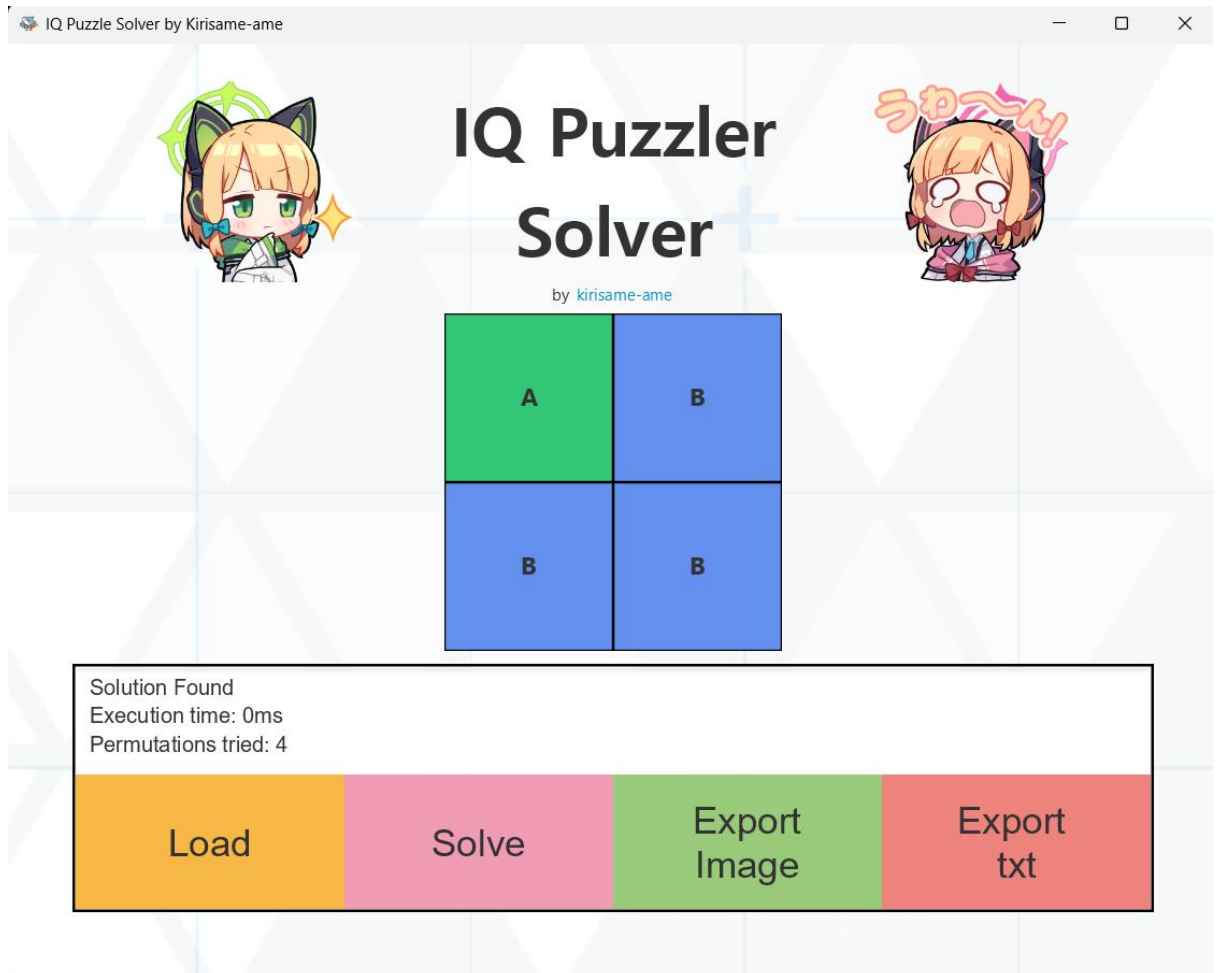 IQ Puzzle Solver by Kirisame-ame
うわ～ん!
IQ Puzzler
Solver
by kirisame-ame
A B
B B
Solution Found
Execution time: 0ms
Permutations tried: 4
Load
Solve
Export
Image
Export
txt